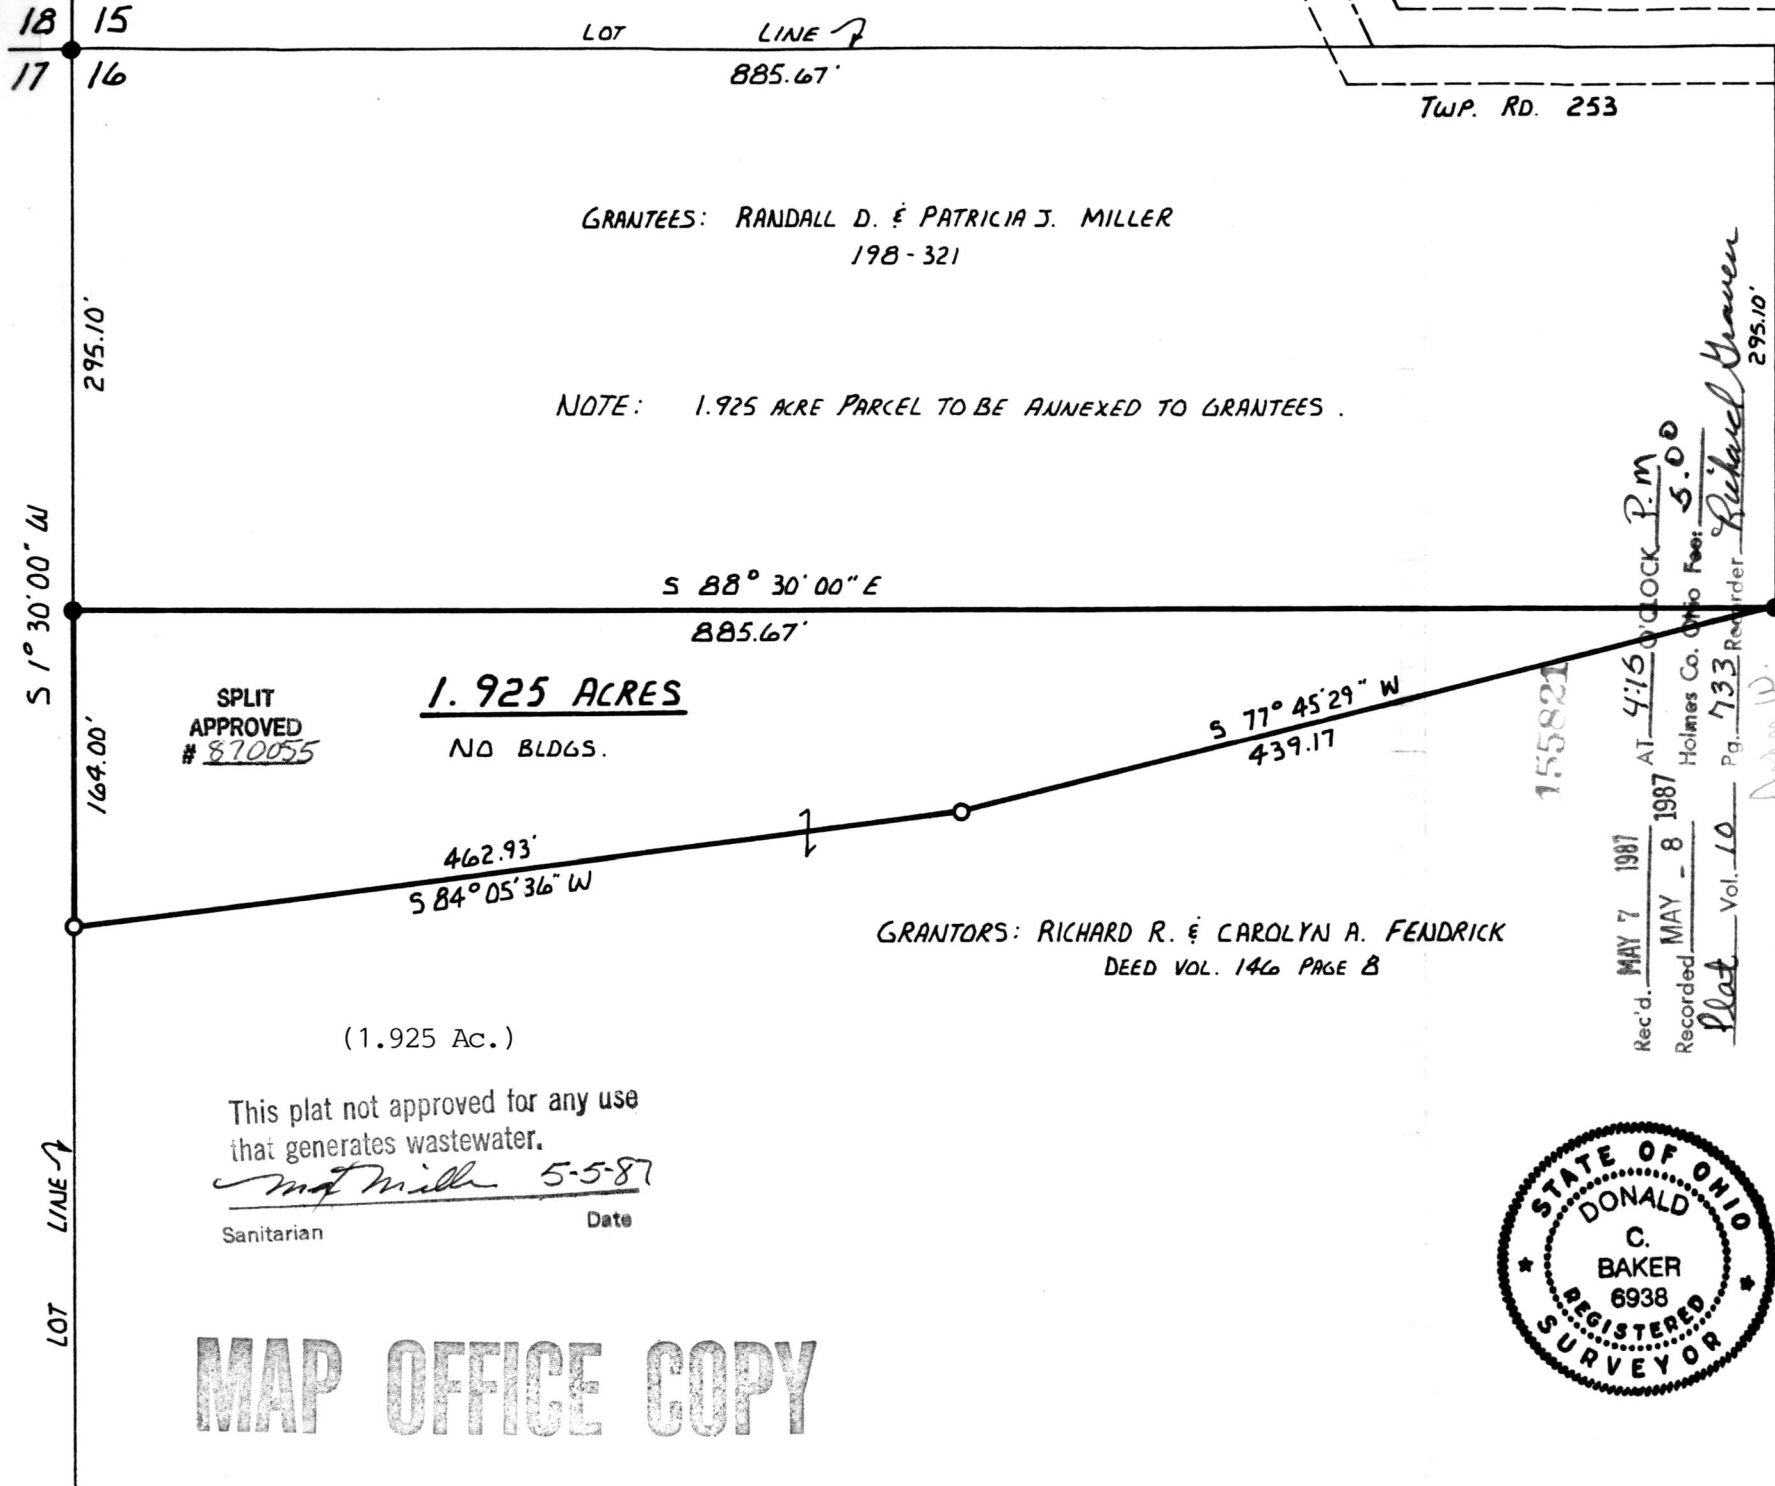 18 15
LOT LINE
17 16
885.67'
TWP. RD. 253
GRANTEES: RANDALL D. & PATRICIA J. MILLER
198-321
295.10'
295.10'
NOTE: 1.925 ACRE PARCEL TO BE ANNEXED TO GRANTEES.
S 1° 30' 00" W
S 88° 30' 00" E
885.67'
SPLIT
APPROVED
# 870055
1.925 ACRES
NO BLDGS.
164.00'
S 77° 45' 29" W
439.17
462.93'
S 84° 05' 36" W
GRANTORS: RICHARD R. & CAROLYN A. FENDRICK
DEED VOL. 146 PAGE 8
155821
Rec'd. MAY 7 1987 AT 4:15 O'CLOCK P.M
Recorded MAY - 8 1987 Holmes Co. Ohio Fee: 5.00
Plat Vol. 10 Pg. 733 Recorder Richard Graven
(1.925 Ac.)
This plat not approved for any use
that generates wastewater.
5-5-87
Sanitarian Date
LOT LINE
STATE OF OHIO
DONALD
C.
BAKER
6938
REGISTERED
SURVEYOR
MAP OFFICE COPY